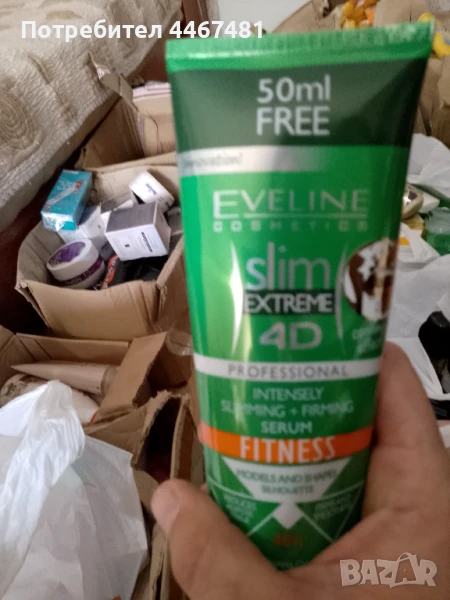 Потребител 4467481
50ml
FREE
EVELINE
COSMETICS
slim
EXTREME
4D
PROFESSIONAL
INTENSELY
SLIMMING + FIRMING
SERUM
FITNESS
MODELS AND SHAPES
SILHOUETTE
BAZAR